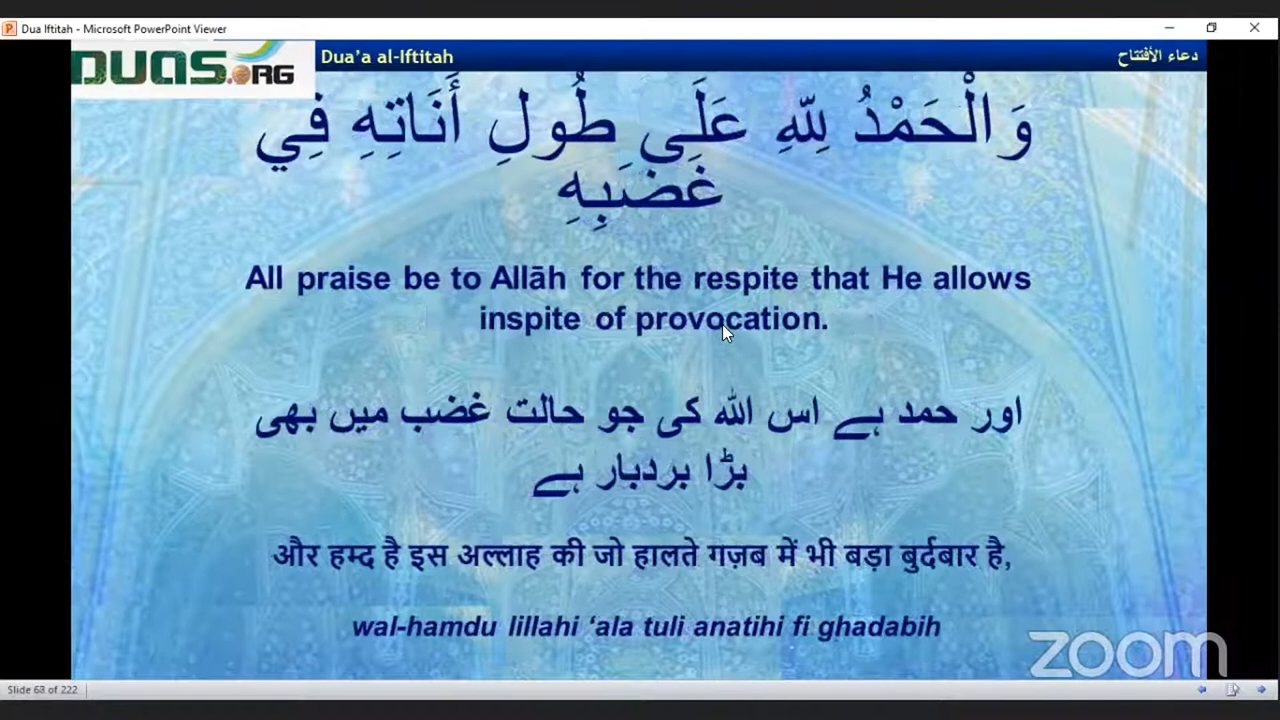 Dua Iftitah - Microsoft PowerPoint Viewer
DUAS.ORG
Dua’a al-Iftitah
دعاء الأفتتاح
وَالْحَمْدُ لِلّٰهِ عَلَى طُولِ أَنَاتِهِ فِي
غَضَبِهِ
All praise be to Allāh for the respite that He allows
inspite of provocation.
اور حمد ہے اس اللہ کی جو حالت غضب میں بھی
بڑا بردبار ہے
और हम्द है इस अल्लाह की जो हालते गज़ब में भी बड़ा बुर्दबार है,
wal-hamdu lillahi ‘ala tuli anatihi fi ghadabih
zoom
Slide 63 of 222